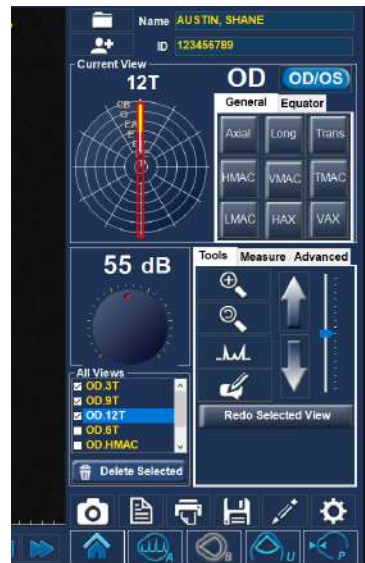 Name AUSTIN, SHANE
ID 123456789
Current View
12T
OD OD/OS
General Equator
Axial Long Trans
HMAC VMAC TMAC
LMAC HAX VAX
CB
O
EA
E
55 dB
Tools Measure Advanced
All Views
OD.3T
OD.9T
OD.12T
OD.6T
OD.HMAC
Redo Selected View
Delete Selected
A B U P